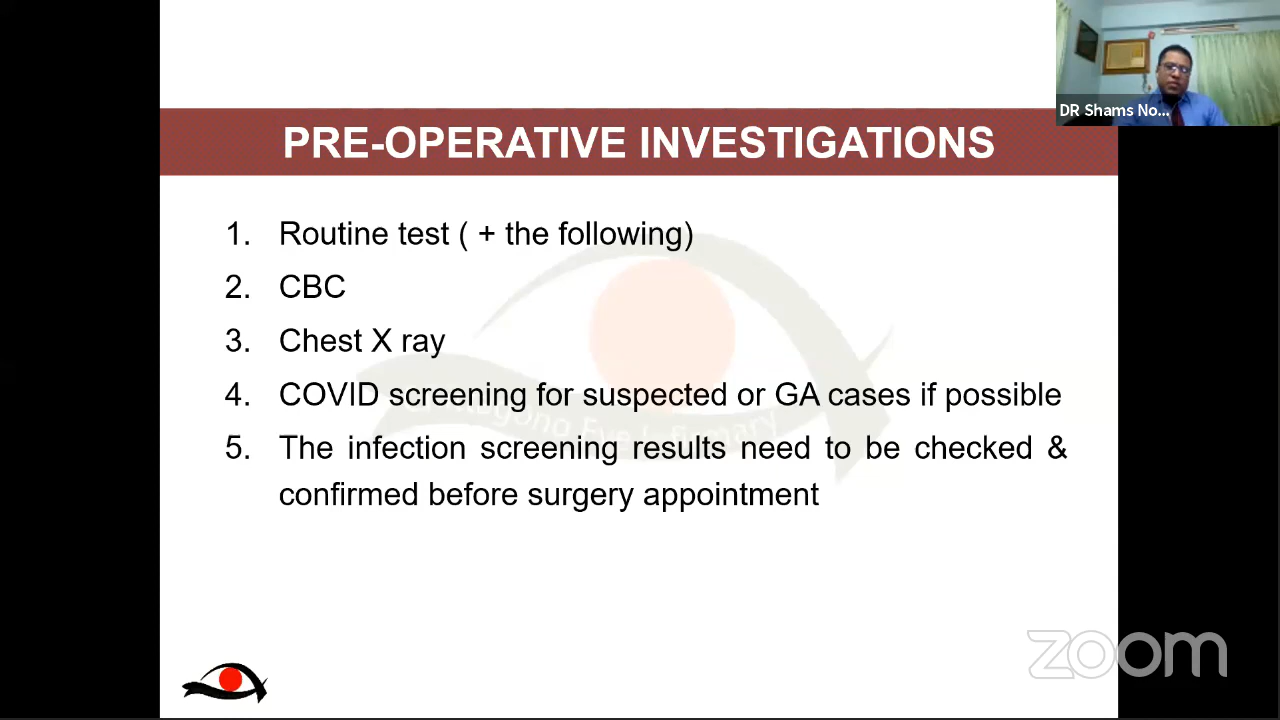 DR Shams No...
PRE-OPERATIVE INVESTIGATIONS
1. Routine test ( + the following)
2. CBC
3. Chest X ray
4. COVID screening for suspected or GA cases if possible
5. The infection screening results need to be checked &
confirmed before surgery appointment
Eye Infirmary
zoom